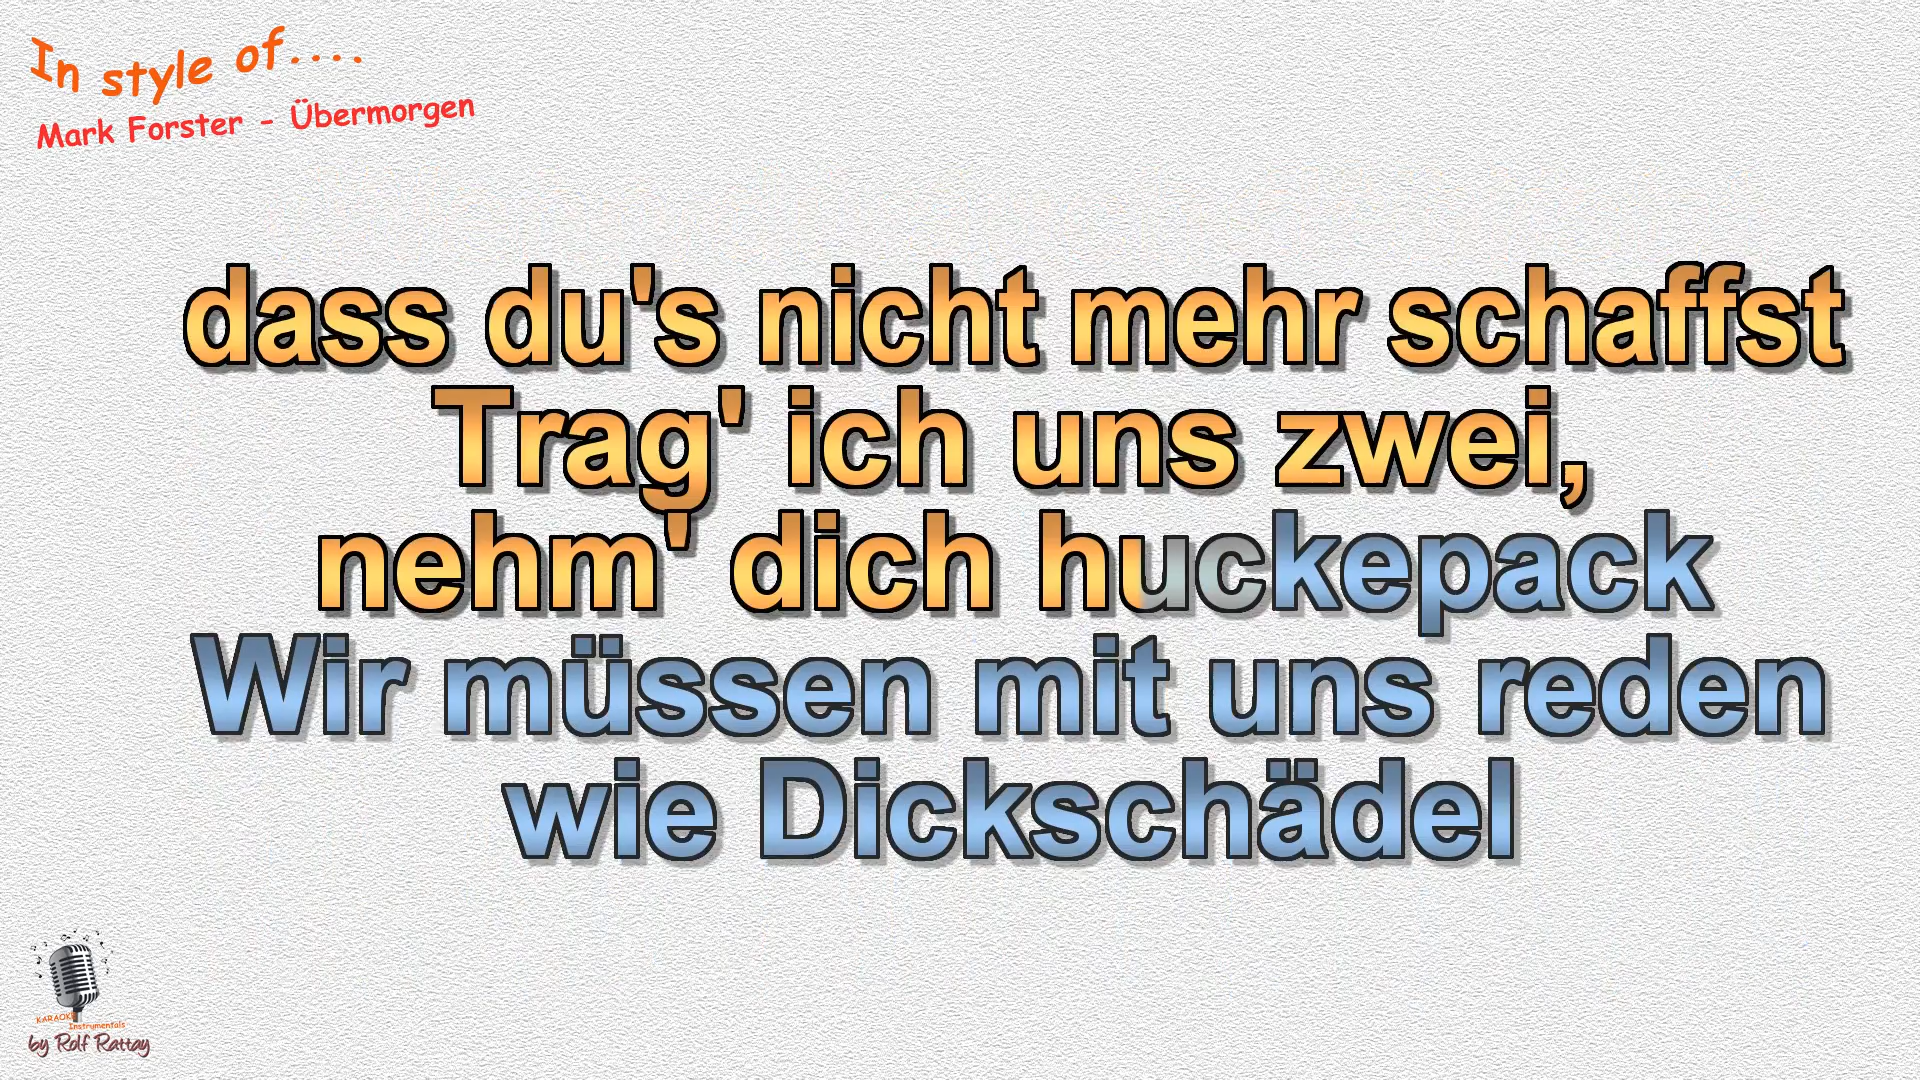 In style of....
Mark Forster - Übermorgen
dass du's nicht mehr schaffst
Trag' ich uns zwei,
nehm' dich huckepack
Wir müssen mit uns reden
wie Dickschädel
KARAOKE
Instrumentals
by Rolf Rattay